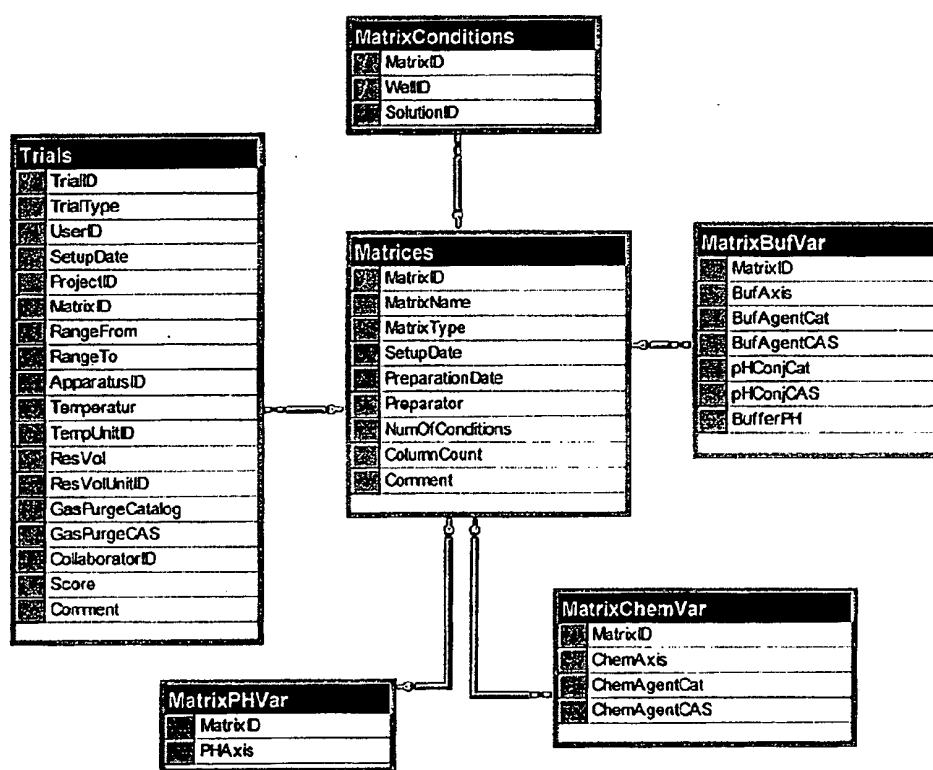 MatrixConditions
MatrixID
WellID
SolutionID
Trials
TrialID
TrialType
UserID
SetupDate
ProjectID
MatrixID
RangeFrom
RangeTo
ApparatusID
Temperatur
TempUnitID
ResVol
ResVolUnitID
GasPurgeCatalog
GasPurgeCAS
CollaboratorID
Score
Comment
Matrices
MatrixID
MatrixName
MatrixType
SetupDate
PreparationDate
Preparator
NumOfConditions
ColumnCount
Comment
MatrixBufVar
MatrixID
BufAxis
BufAgentCat
BufAgentCAS
pHConjCat
pHConjCAS
BufferPH
MatrixChemVar
MatrixID
ChemAxis
ChemAgentCat
ChemAgentCAS
MatrixPHVar
MatrixID
PHAxis